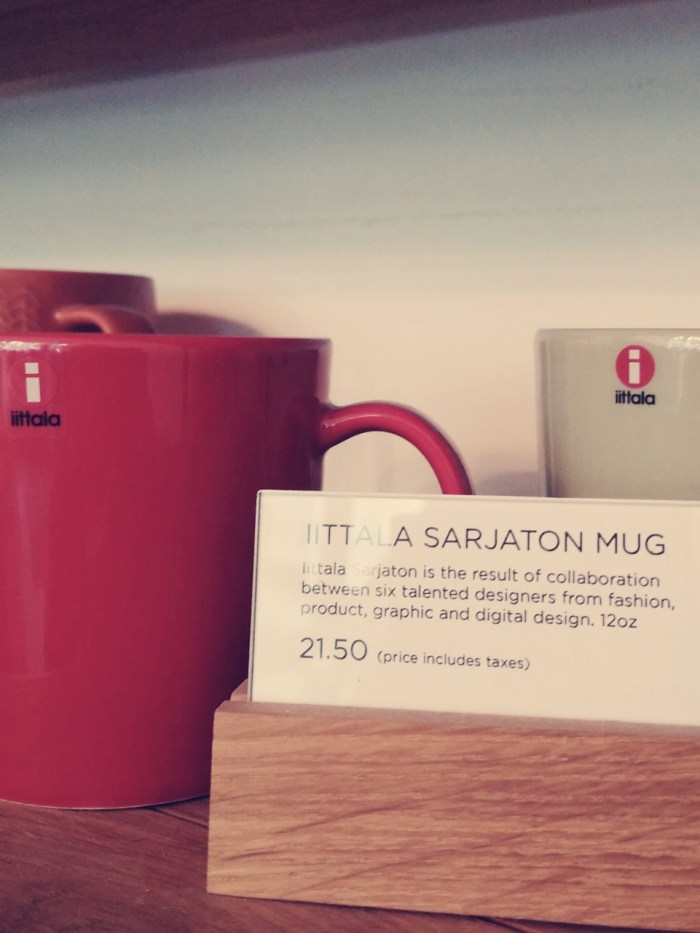 i
iittala
i
iittala
IITTALA SARJATON MUG
Iittala Sarjaton is the result of collaboration
between six talented designers from fashion,
product, graphic and digital design. 12oz
21.50 (price includes taxes)